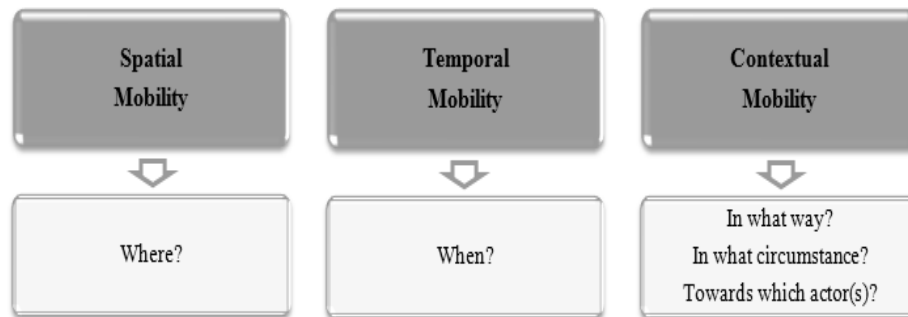 Spatial
Mobility
Temporal
Mobility
Contextual
Mobility
Where?
When?
In what way?
In what circumstance?
Towards which actor(s)?